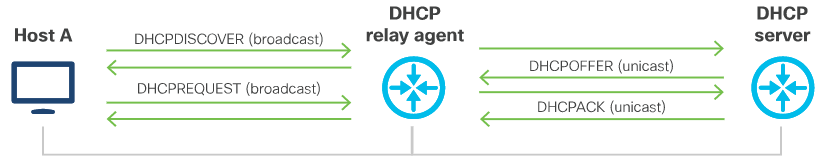 Host A
DHCPDISCOVER (broadcast)
DHCPREQUEST (broadcast)
DHCP
relay agent
DHCPOFFER (unicast)
DHCPACK (unicast)
DHCP
server